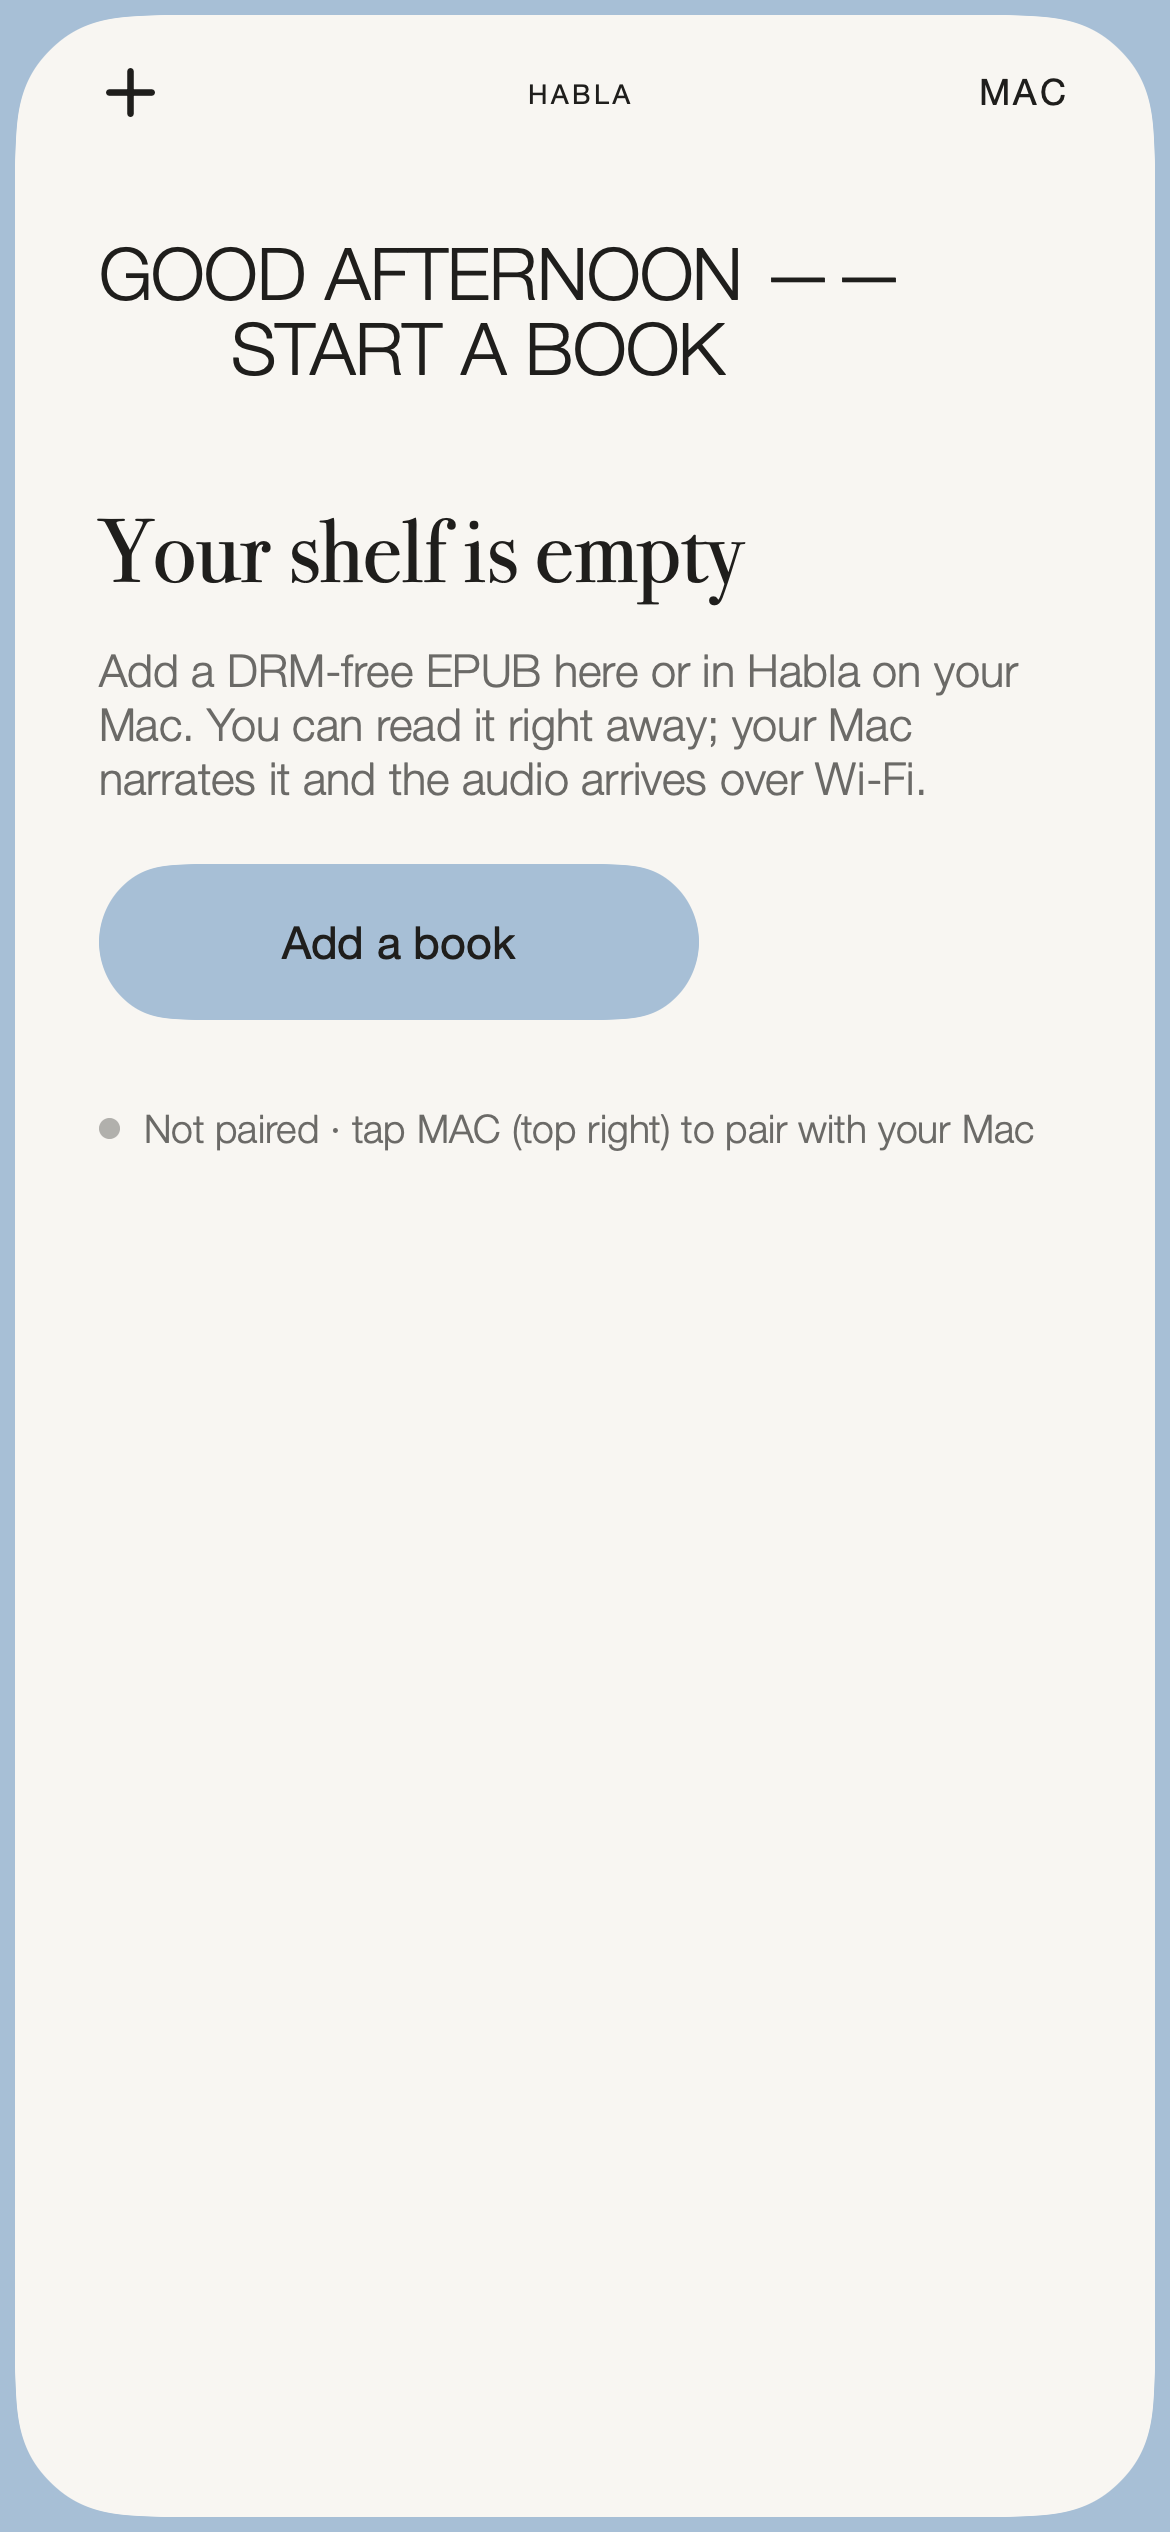 HABLA
MAC
GOOD AFTERNOON ——
START A BOOK
Your shelf is empty
Add a DRM-free EPUB here or in Habla on your
Mac. You can read it right away; your Mac
narrates it and the audio arrives over Wi-Fi.
Add a book
Not paired · tap MAC (top right) to pair with your Mac